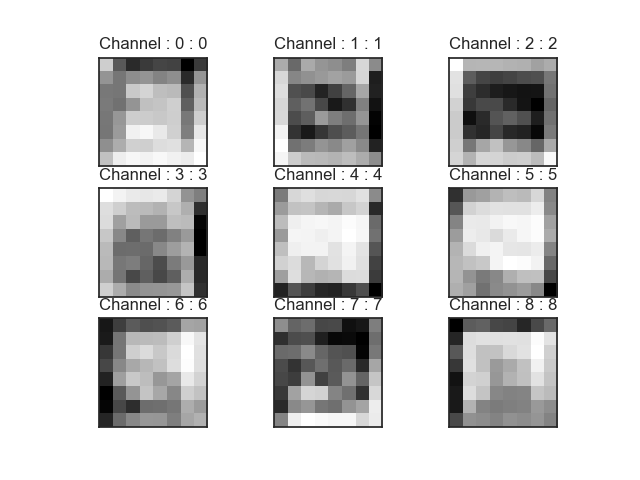 Channel : 0 : 0
Channel : 1 : 1
Channel : 2 : 2
Channel : 3 : 3
Channel : 4 : 4
Channel : 5 : 5
Channel : 6 : 6
Channel : 7 : 7
Channel : 8 : 8